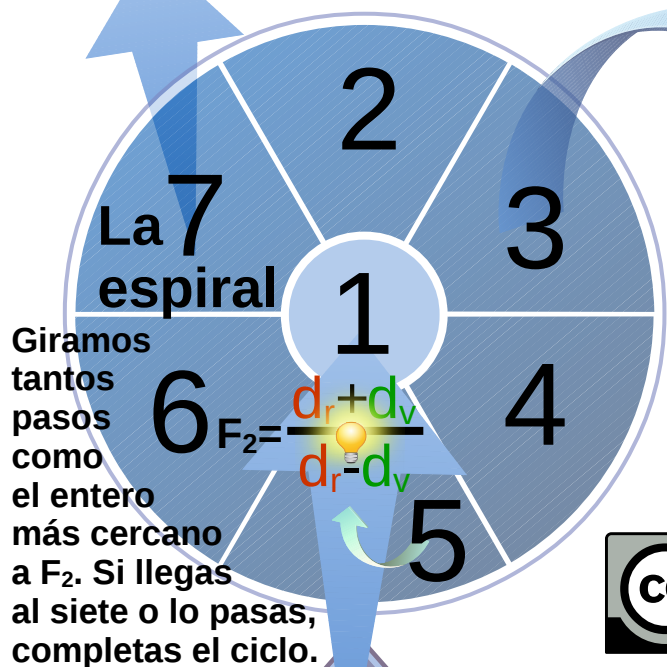 2
7
3
La
espiral
1
Giramos
tantos
pasos
como
el entero
más cercano
a F₂. Si llegas
al siete o lo pasas,
completas el ciclo.
6
F₂=
dᵣ+dᵥ
dᵣ-dᵥ
4
5